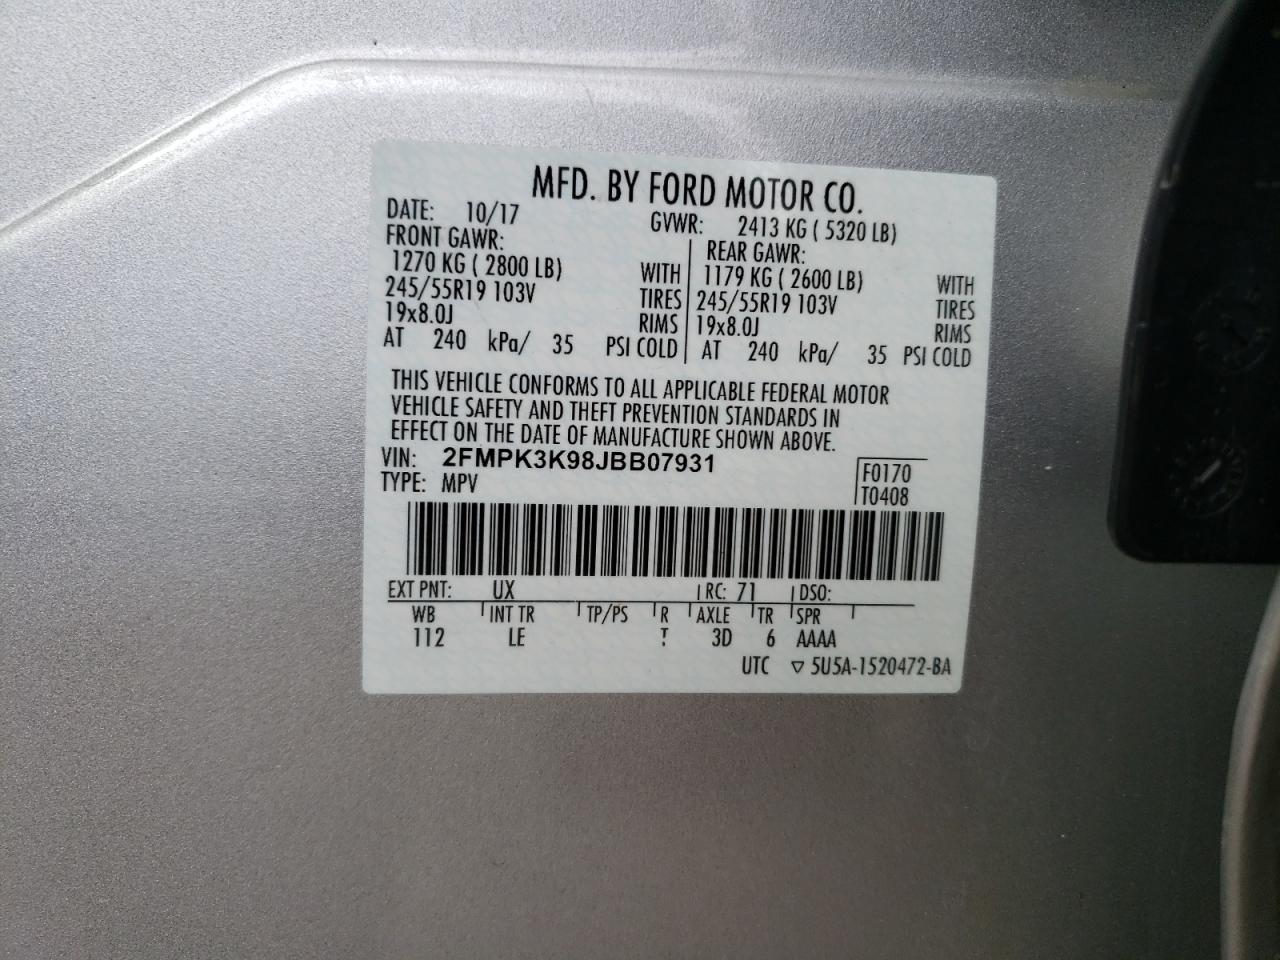 MFD. BY FORD MOTOR CO.
DATE: 10/17 GVWR: 2413 KG ( 5320 LB)
FRONT GAWR: REAR GAWR:
1270 KG ( 2800 LB) WITH 1179 KG ( 2600 LB) WITH
245/55R19 103V TIRES 245/55R19 103V TIRES
19x8.0J RIMS 19x8.0J RIMS
AT 240 kPa/ 35 PSI COLD AT 240 kPa/ 35 PSI COLD
THIS VEHICLE CONFORMS TO ALL APPLICABLE FEDERAL MOTOR
VEHICLE SAFETY AND THEFT PREVENTION STANDARDS IN
EFFECT ON THE DATE OF MANUFACTURE SHOWN ABOVE.
VIN: 2FMPK3K98JBB07931 F0170
TYPE: MPV T0408
EXT PNT: UX RC: 71 DSO:
WB INT TR TP/PS R AXLE TR SPR
112 LE T 3D 6 AAAA
UTC ▽ 5U5A-1520472-BA